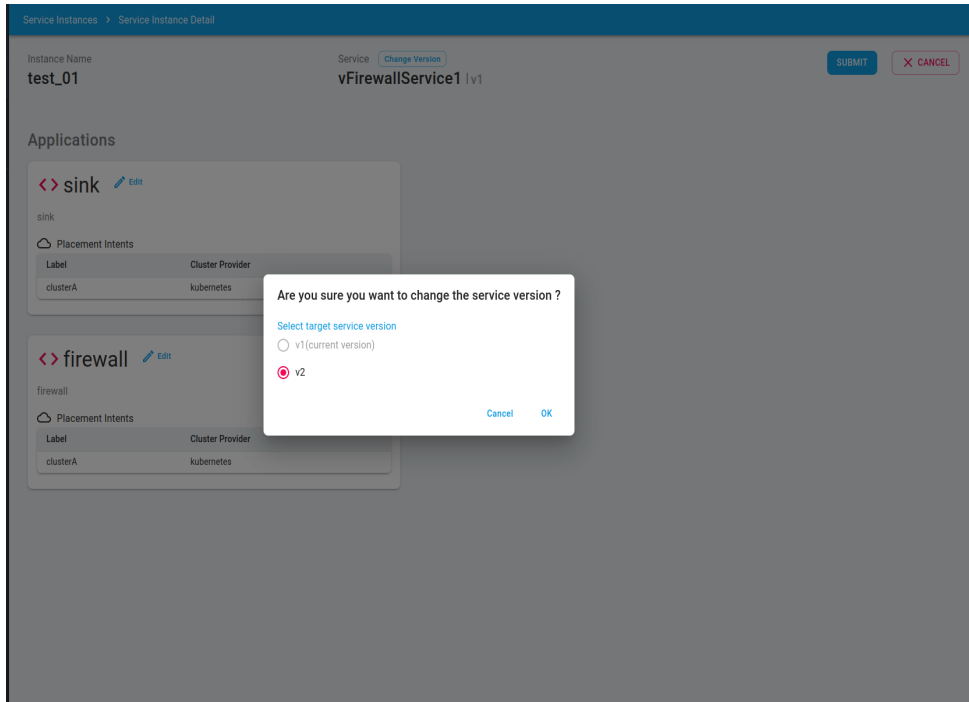 Service Instances > Service Instance Detail
Instance Name
test_01
Service Change Version
vFirewallService1 | v1
SUBMIT
CANCEL
Applications
<> sink Edit
sink
Placement Intents
Label Cluster Provider
clusterA kubernetes
<> firewall Edit
firewall
Placement Intents
Label Cluster Provider
clusterA kubernetes
Are you sure you want to change the service version ?
Select target service version
v1(current version)
v2
Cancel OK